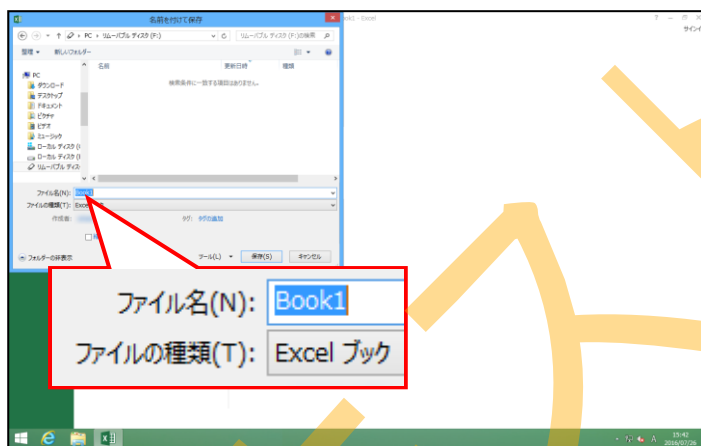 名前を付けて保存
ok1 - Excel
サインイ
PC › リムーバブル ディスク (F:)
リムーバブル ディスク (F:)の検索
整理
新しいフォルダー
名前
更新日時
種類
検索条件に一致する項目はありません。
PC
ダウンロード
デスクトップ
ドキュメント
ピクチャ
ビデオ
ミュージック
ローカル ディスク (
ローカル ディスク (
リムーバブル ディス
ファイル名(N): Book1
ファイルの種類(T): Excel
作成者:
タグ: タグの追加
フォルダーの非表示
ツール(L)
保存(S)
キャンセル
ファイル名(N): Book1
ファイルの種類(T): Excel ブック
A
15:42
2016/07/26